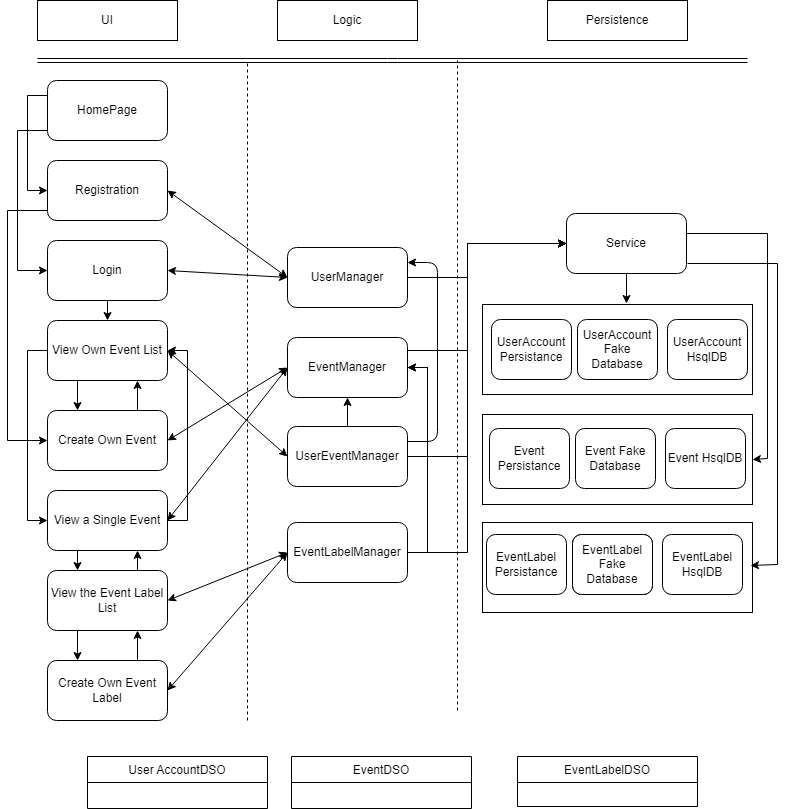 UI
Logic
Persistence
HomePage
Registration
Login
View Own Event List
Create Own Event
View a Single Event
View the Event Label
List
Create Own Event
Label
UserManager
EventManager
UserEventManager
EventLabelManager
Service
UserAccount
Persistance
UserAccount
Fake
Database
UserAccount
HsqlDB
Event
Persistance
Event Fake
Database
Event HsqlDB
EventLabel
Persistance
EventLabel
Fake
Database
EventLabel
HsqlDB
User AccountDSO
EventDSO
EventLabelDSO